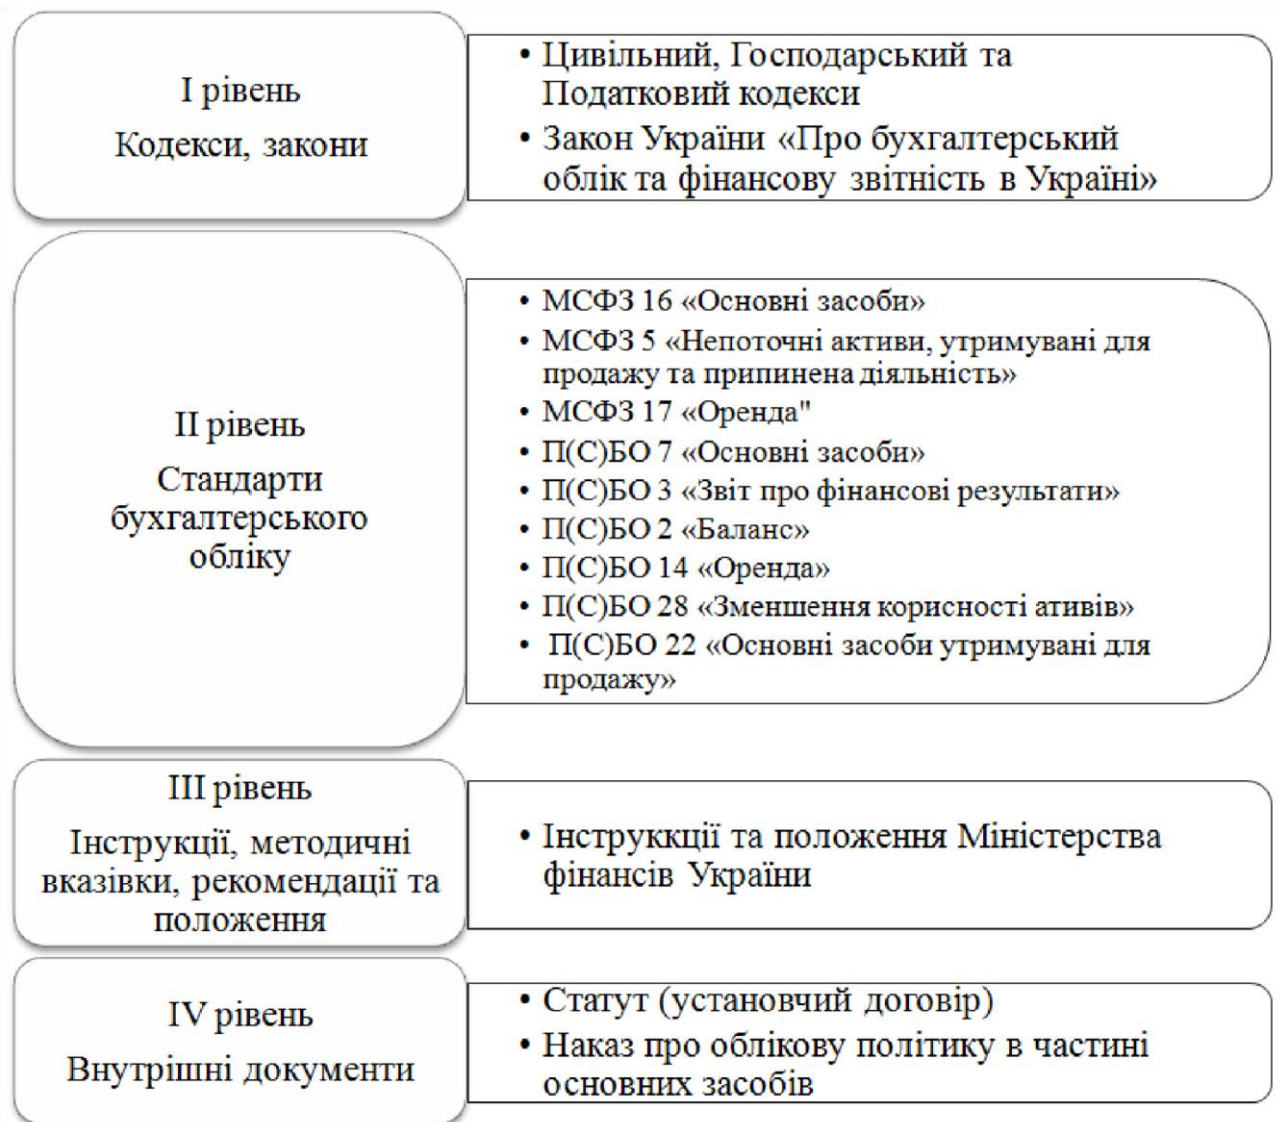 I рівень
Кодекси, закони
• Цивільний, Господарський та
Податковий кодекси
• Закон України «Про бухгалтерський
облік та фінансову звітність в Україні»
II рівень
Стандарти
бухгалтерського
обліку
• МСФЗ 16 «Основні засоби»
• МСФЗ 5 «Непоточні активи, утримувані для
продажу та припинена діяльність»
• МСФЗ 17 «Оренда"
• П(С)БО 7 «Основні засоби»
• П(С)БО 3 «Звіт про фінансові результати»
• П(С)БО 2 «Баланс»
• П(С)БО 14 «Оренда»
• П(С)БО 28 «Зменшення корисності ативів»
• П(С)БО 22 «Основні засоби утримувані для
продажу»
III рівень
Інструкції, методичні
вказівки, рекомендації та
положення
• Інструккції та положення Міністерства
фінансів України
IV рівень
Внутрішні документи
• Статут (установчий договір)
• Наказ про облікову політику в частині
основних засобів